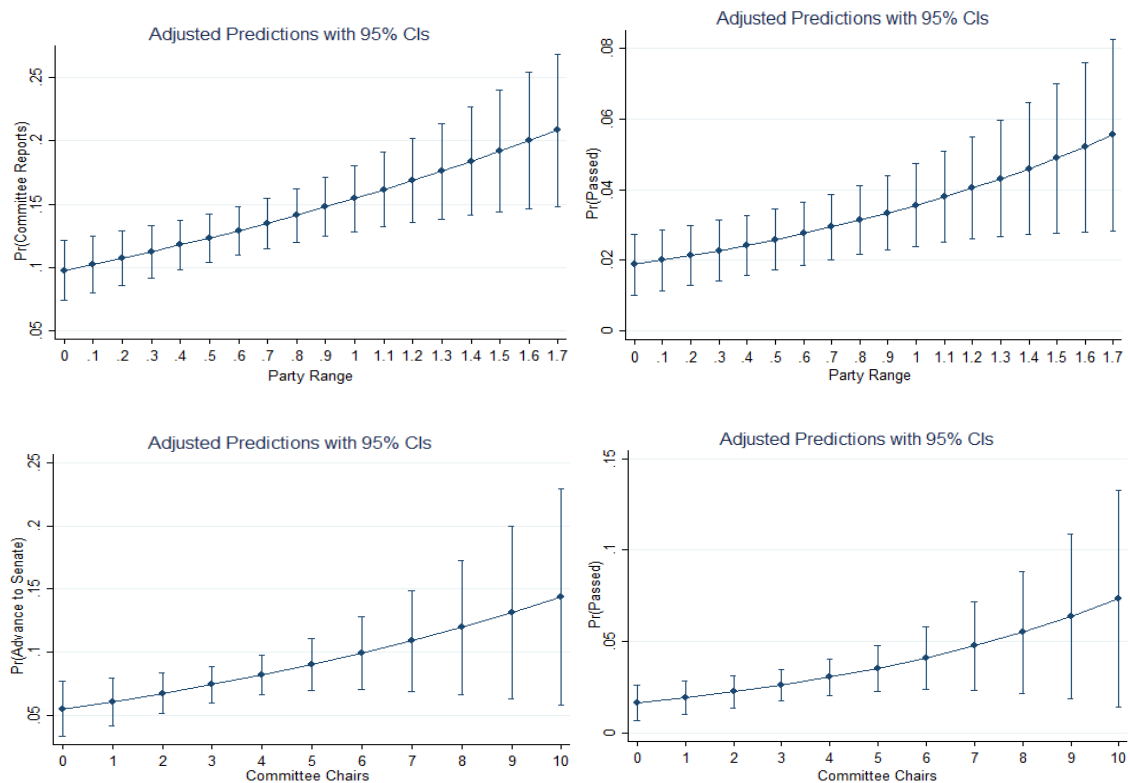 Adjusted Predictions with 95% CIs
Pr(Committee Reports)
.25
.2
.15
.1
.05
0 .1 .2 .3 .4 .5 .6 .7 .8 .9 1 1.1 1.2 1.3 1.4 1.5 1.6 1.7
Party Range
Adjusted Predictions with 95% CIs
Pr(Passed)
.08
.06
.04
.02
0
0 .1 .2 .3 .4 .5 .6 .7 .8 .9 1 1.1 1.2 1.3 1.4 1.5 1.6 1.7
Party Range
Adjusted Predictions with 95% CIs
Pr(Advance to Senate)
.25
.2
.15
.1
.05
0 1 2 3 4 5 6 7 8 9 10
Committee Chairs
Adjusted Predictions with 95% CIs
Pr(Passed)
.15
.1
.05
0
0 1 2 3 4 5 6 7 8 9 10
Committee Chairs